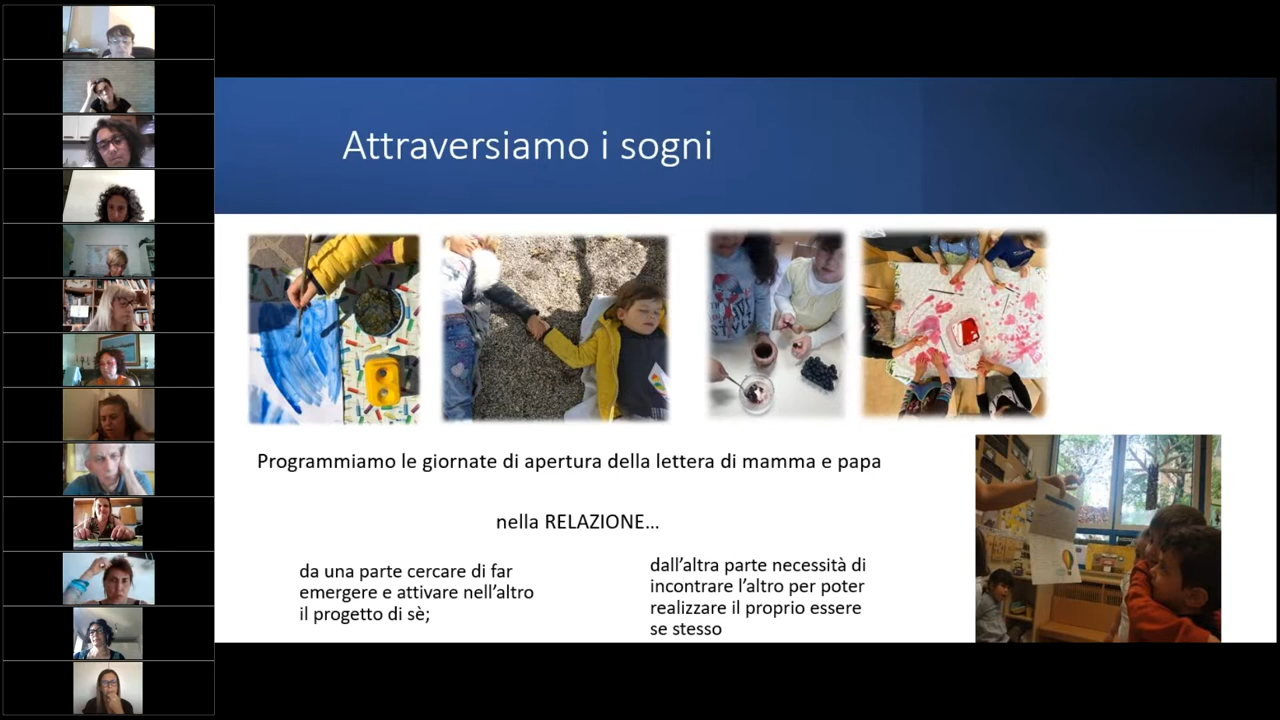 Attraversiamo i sogni
Programmiamo le giornate di apertura della lettera di mamma e papa
nella RELAZIONE...
da una parte cercare di far
emergere e attivare nell'altro
il progetto di sè;
dall'altra parte necessità di
incontrare l'altro per poter
realizzare il proprio essere
se stesso